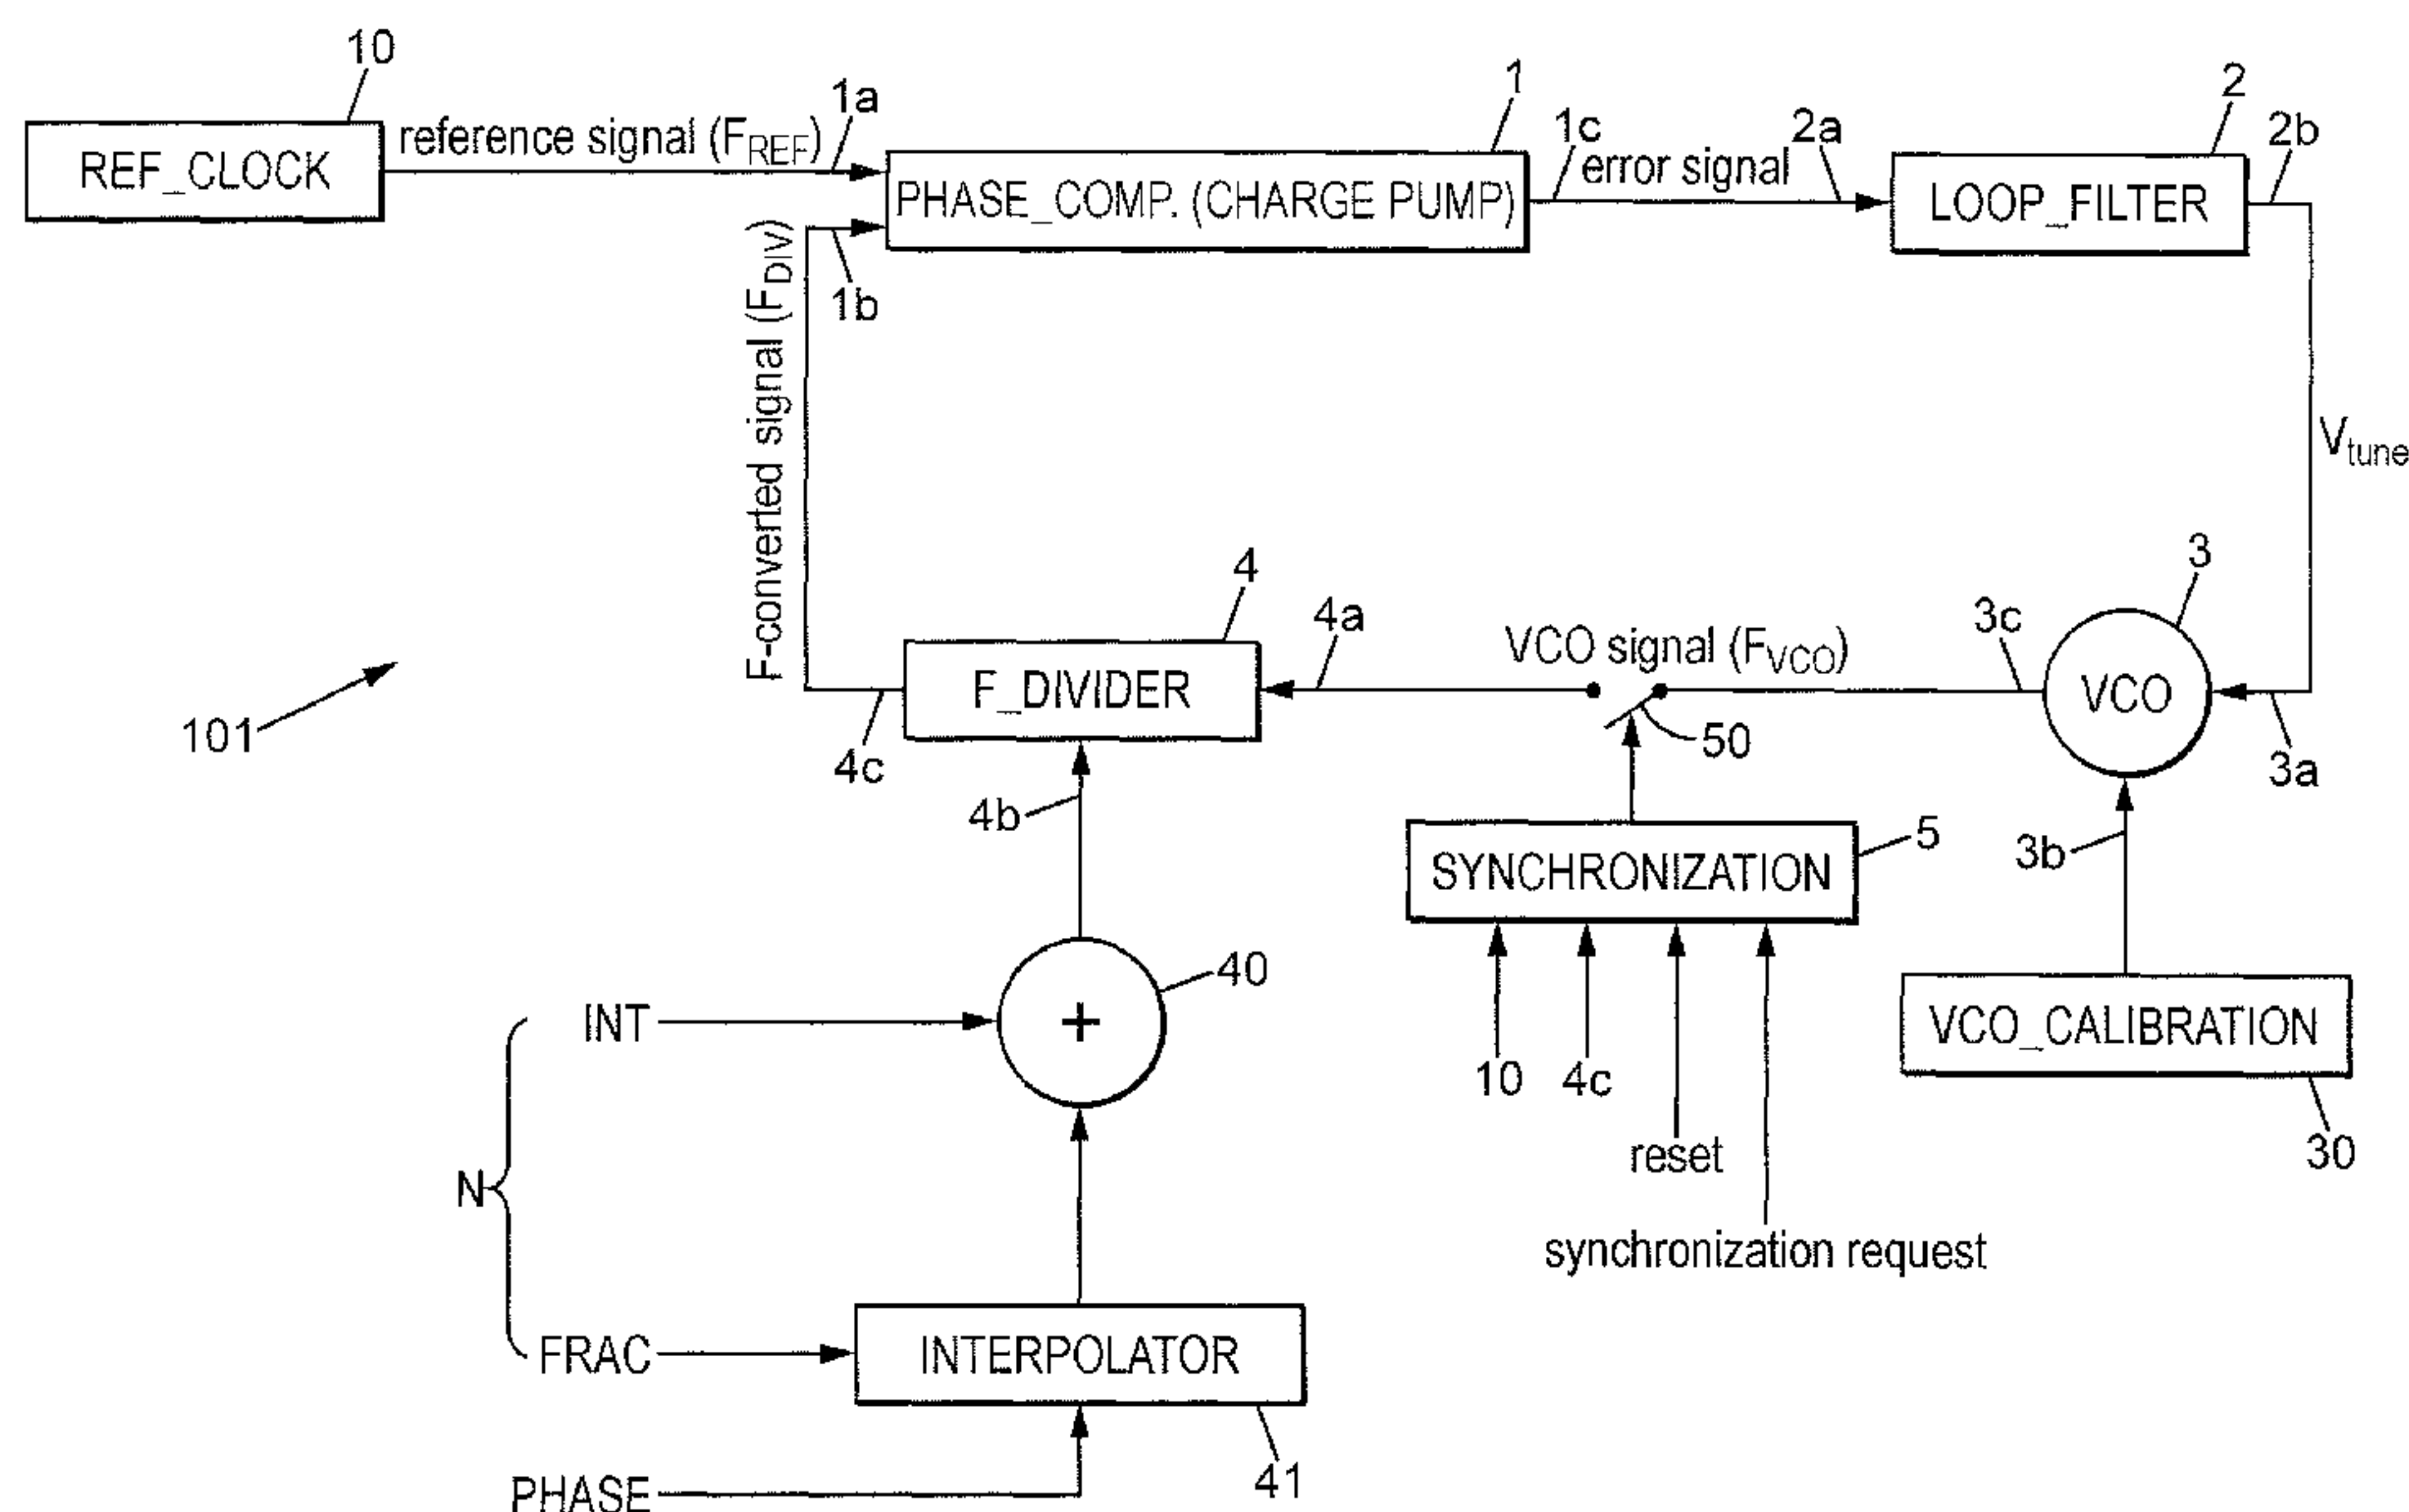 10
REF_CLOCK
reference signal (FREF)
1a
1
PHASE_COMP. (CHARGE PUMP)
1b
1c
error signal
2a
2
LOOP_FILTER
2b
Vtune
F-converted signal (FDIV)
4
F_DIVIDER
4a
4c
4b
VCO signal (FVCO)
3c
3
VCO
3a
50
101
SYNCHRONIZATION
5
3b
10
4c
reset
synchronization request
VCO_CALIBRATION
30
40
+
INT
N
FRAC
INTERPOLATOR
41
PHASE